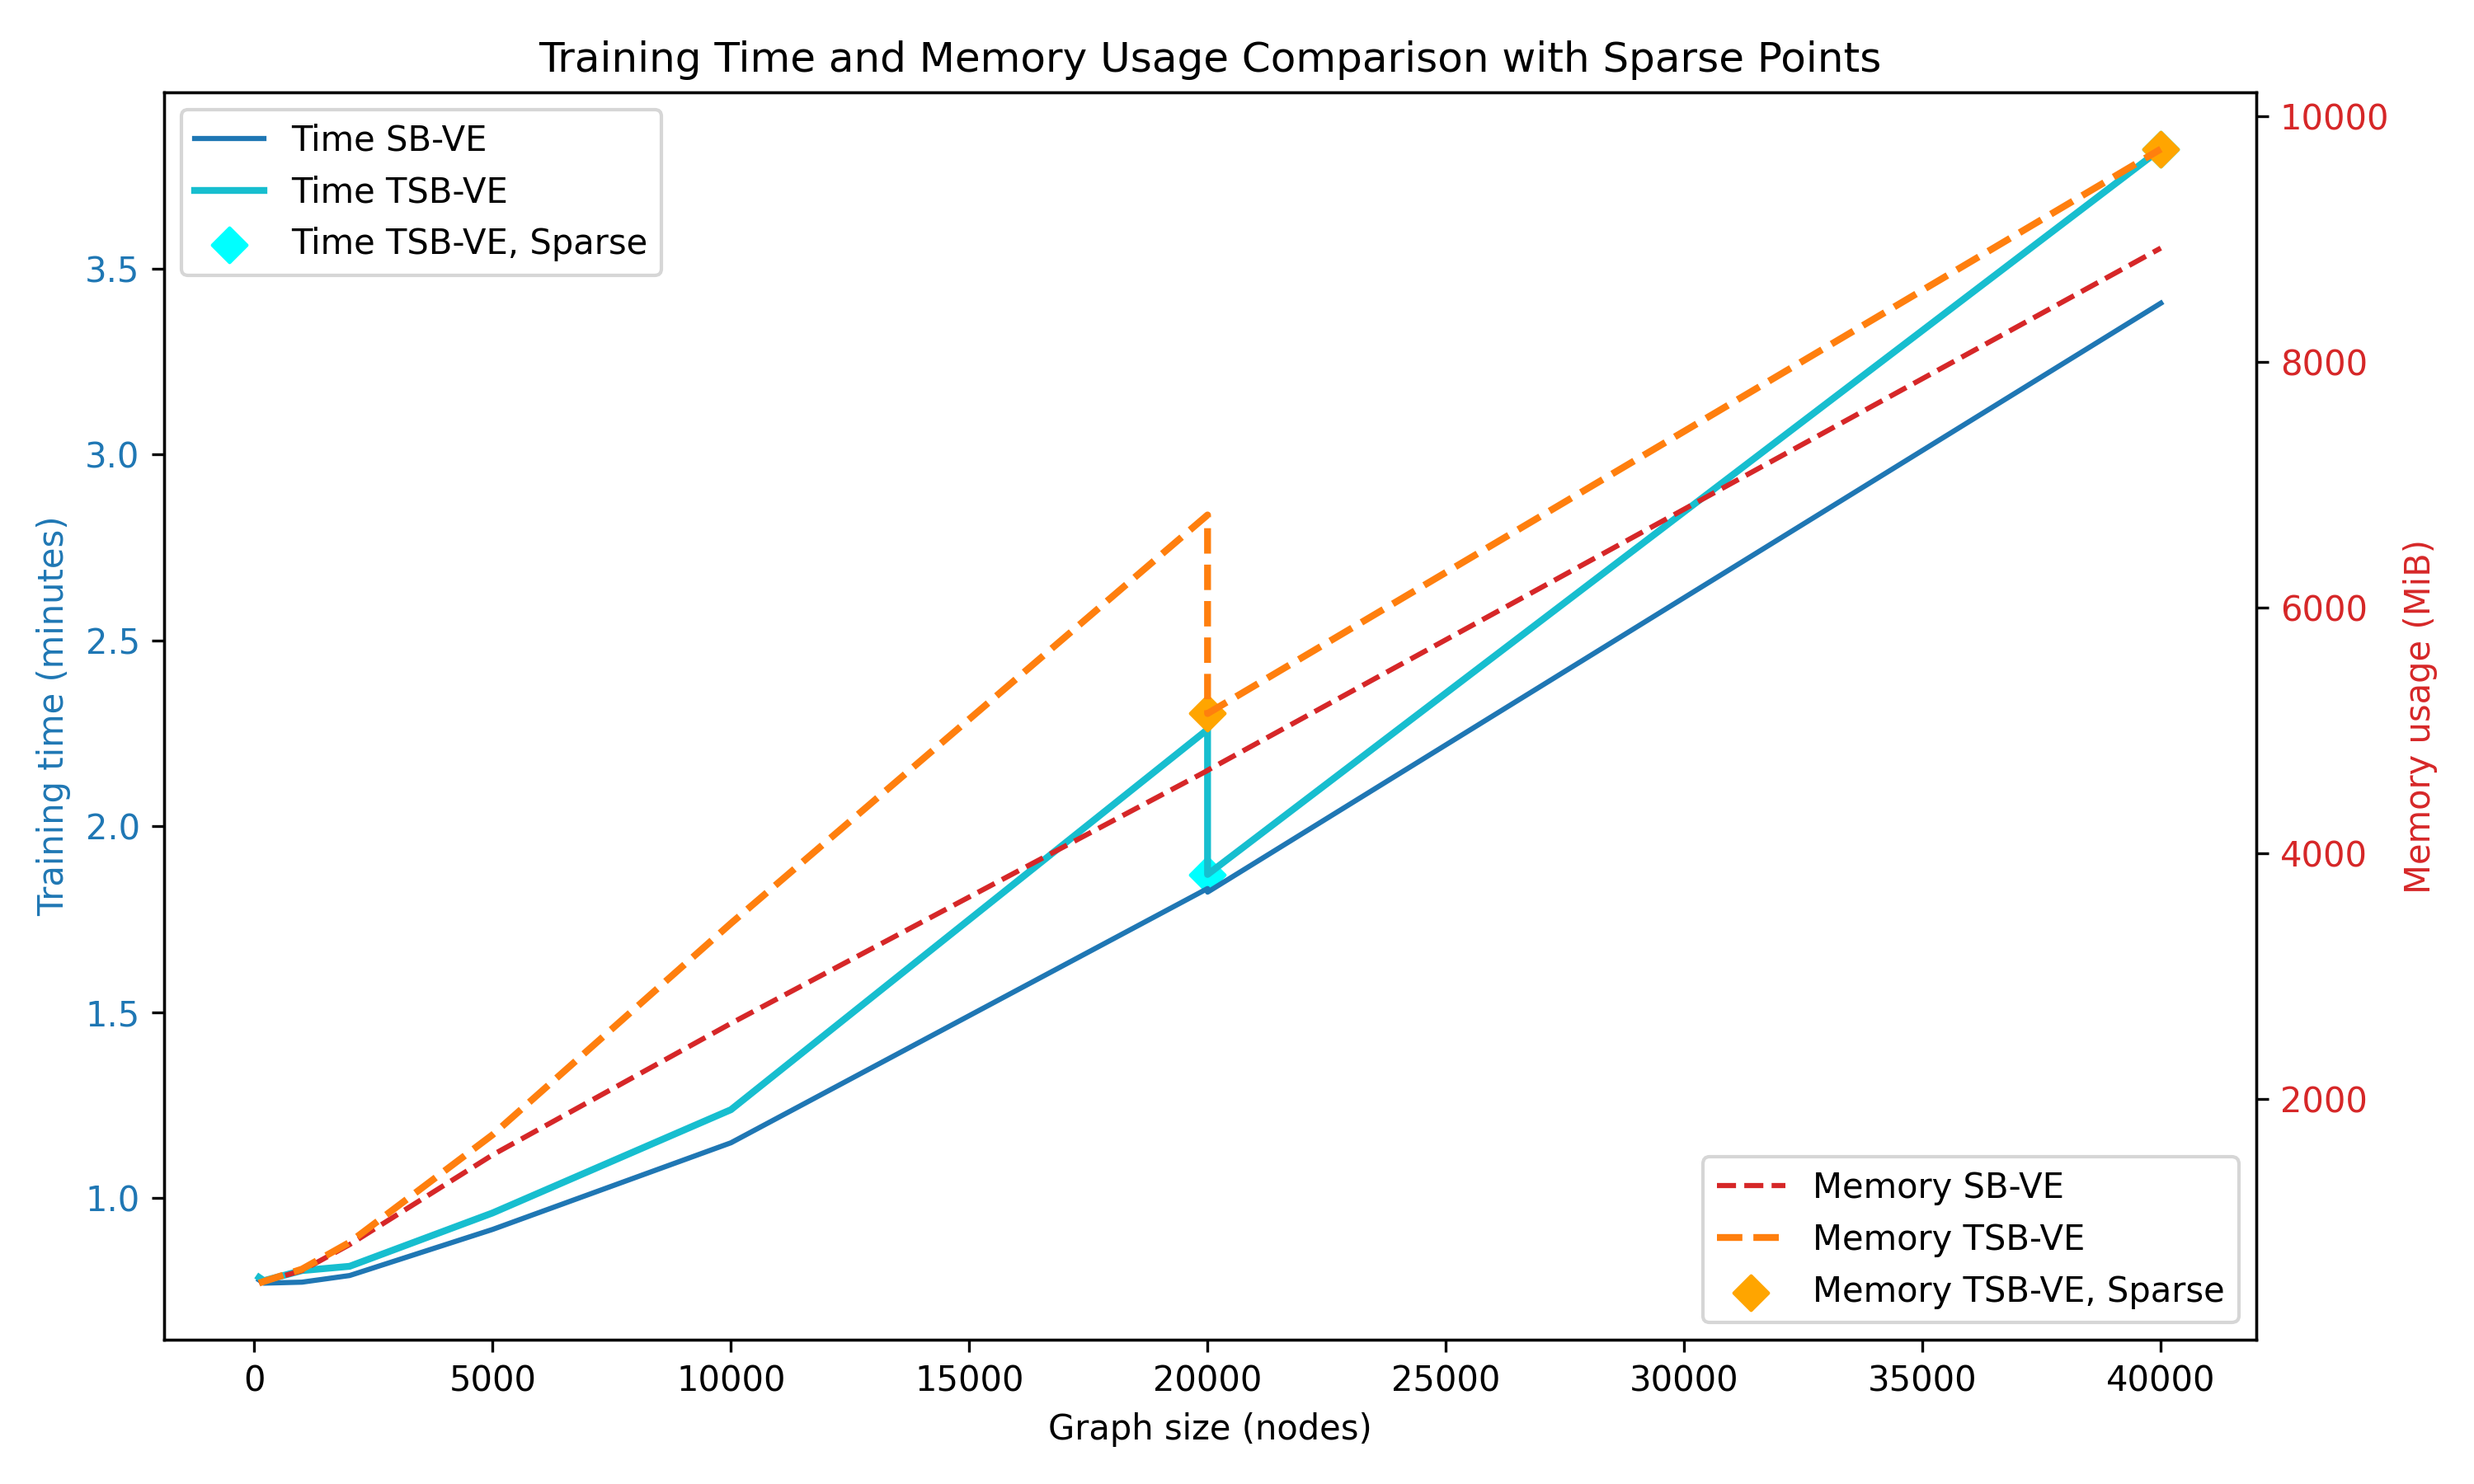 Training Time and Memory Usage Comparison with Sparse Points
Time SB-VE
Time TSB-VE
Time TSB-VE, Sparse
Training time (minutes)
3.5
3.0
2.5
2.0
1.5
1.0
10000
8000
6000
4000
2000
Memory usage (MiB)
Memory SB-VE
Memory TSB-VE
Memory TSB-VE, Sparse
0 5000 10000 15000 20000 25000 30000 35000 40000
Graph size (nodes)